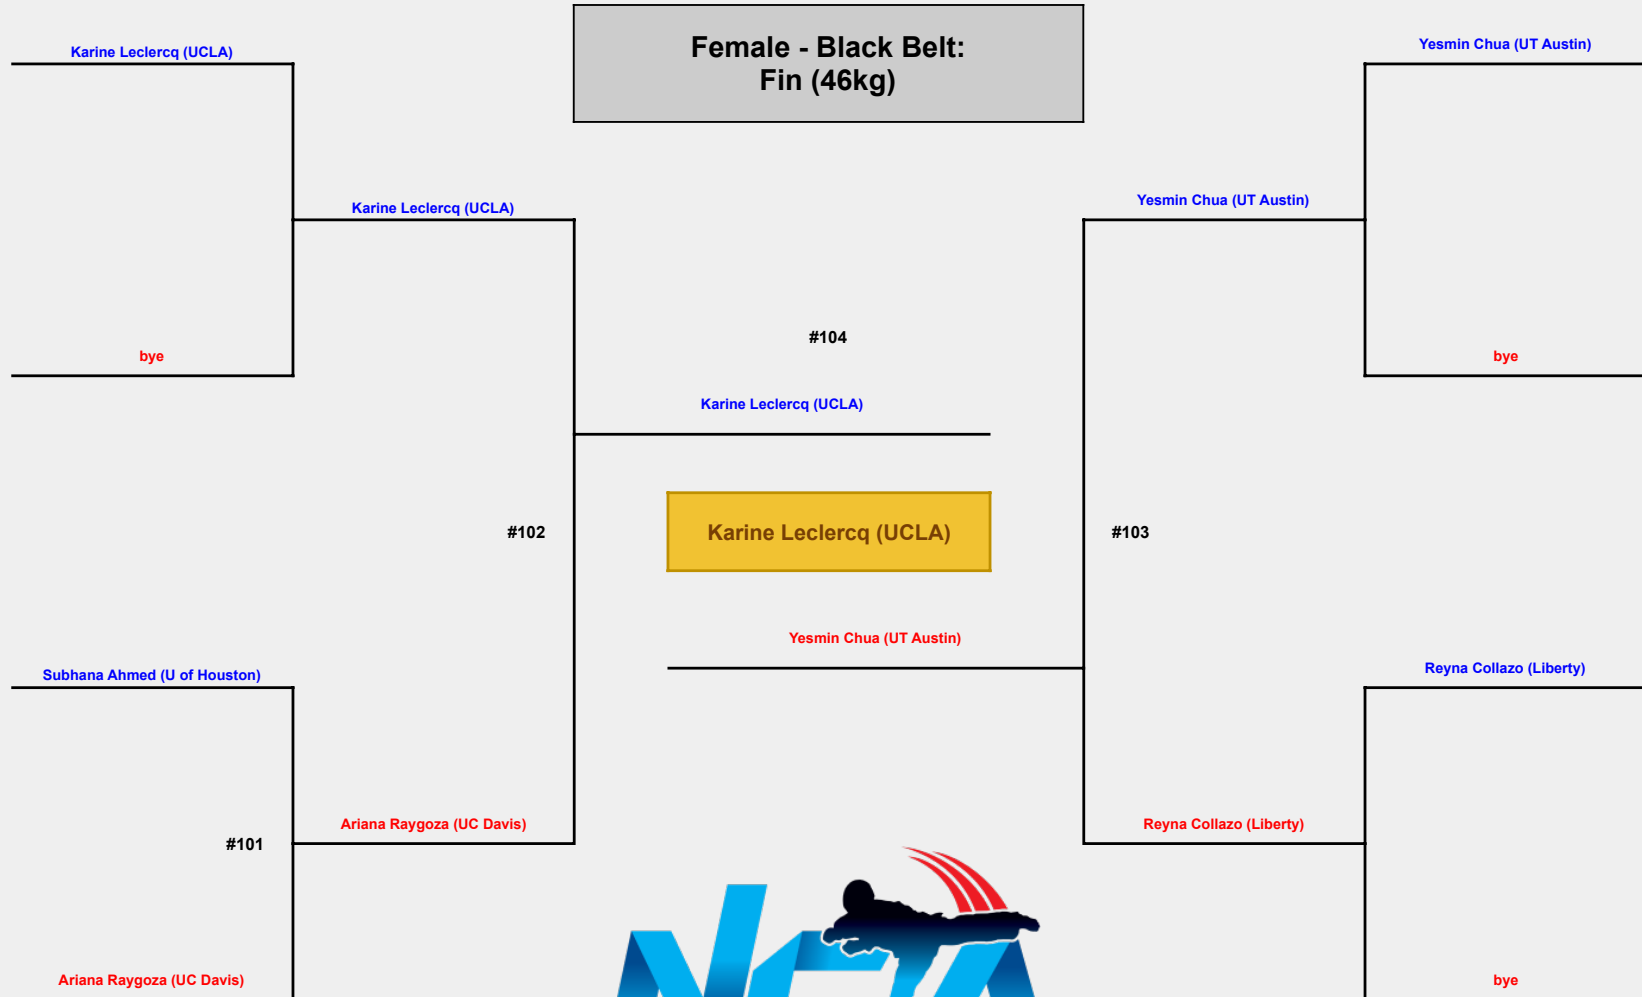 Female - Black Belt:
Fin (46kg)
Karine Leclercq (UCLA)
Yesmin Chua (UT Austin)
Karine Leclercq (UCLA)
Yesmin Chua (UT Austin)
#104
bye
bye
Karine Leclercq (UCLA)
#102
Karine Leclercq (UCLA)
#103
Yesmin Chua (UT Austin)
Subhana Ahmed (U of Houston)
Reyna Collazo (Liberty)
Ariana Raygoza (UC Davis)
Reyna Collazo (Liberty)
#101
Ariana Raygoza (UC Davis)
bye